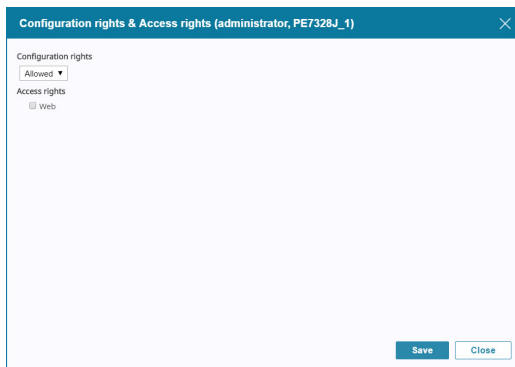 Configuration rights & Access rights (administrator, PE7328J_1)
Configuration rights
Allowed
Access rights
Web
Save Close